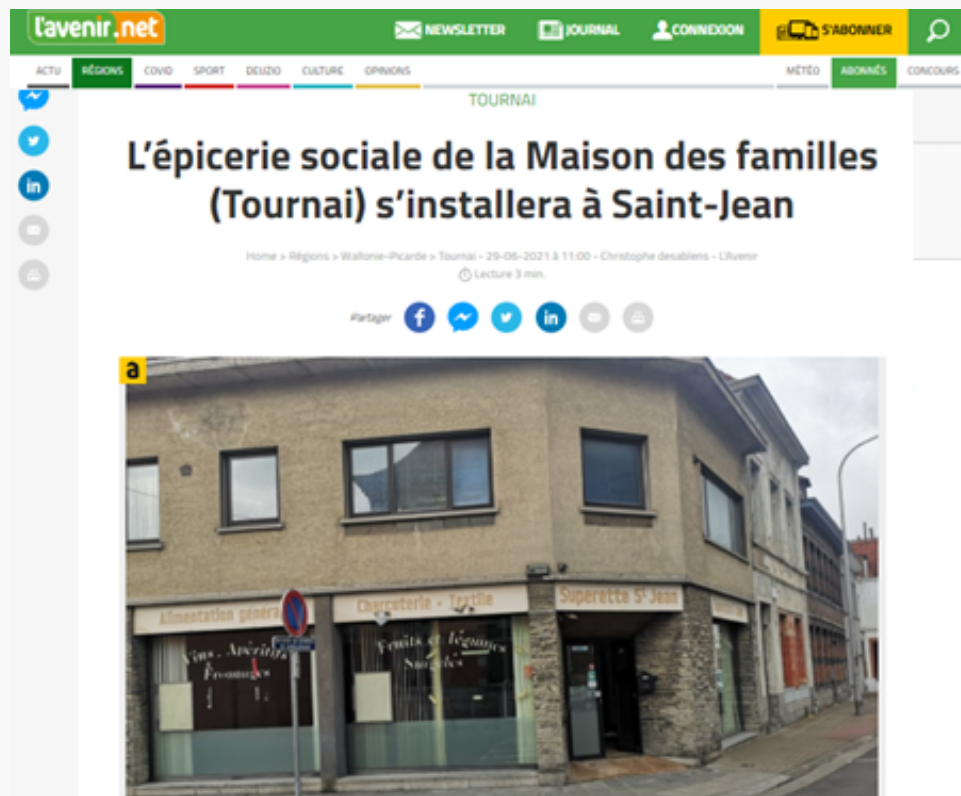 l'avenir.net
NEWSLETTER
JOURNAL
CONNEXION
S'ABONNER
ACTU RÉGIONS COVID SPORT DEUZIO CULTURE OPINIONS MÉTÉO ABONNÉS CONCOURS
TOURNAI
L'épicerie sociale de la Maison des familles
(Tournai) s'installera à Saint-Jean
Home > Régions > Wallonie-Picarde > Tournai - 29-06-2021 à 11:00 - Christophe desablens - L'Avenir
Lecture 3 min.
Partager
a
Alimentation généra
Charcuterie - Textile
Superette St Jean
Vins - Apéritifs
Fromages
Fruits et légumes
Surgelés